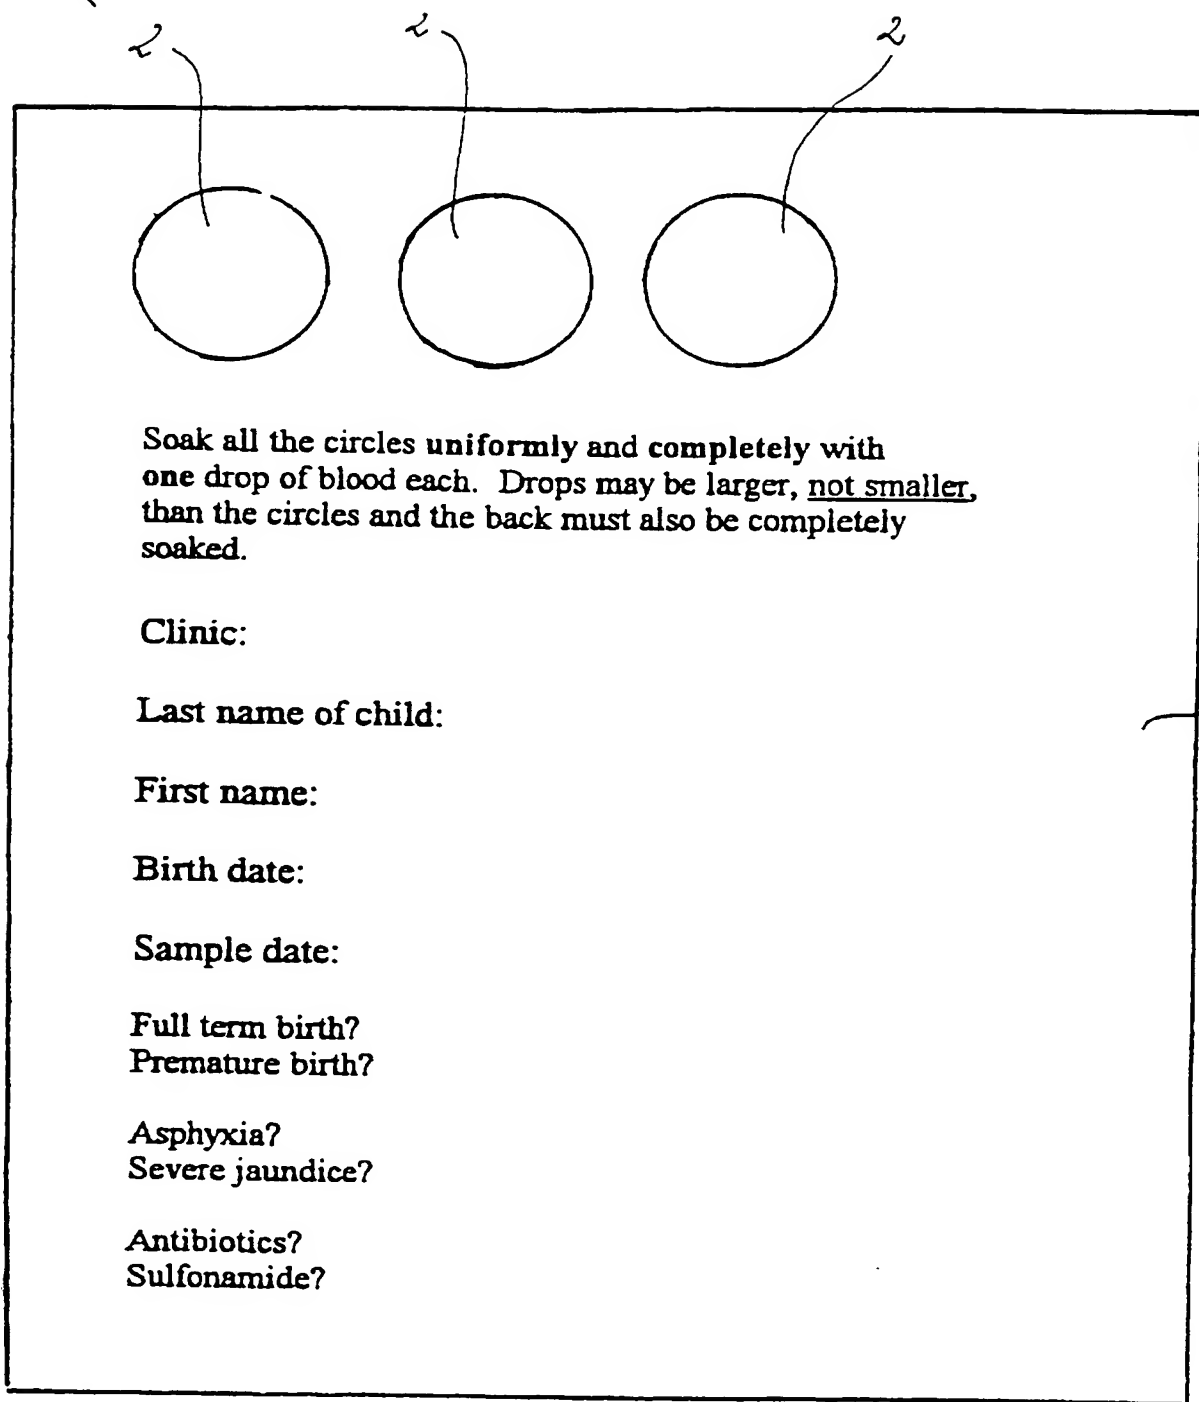 2 2 2
Soak all the circles uniformly and completely with
one drop of blood each. Drops may be larger, not smaller,
than the circles and the back must also be completely
soaked.
Clinic:
Last name of child:
First name:
Birth date:
Sample date:
Full term birth?
Premature birth?
Asphyxia?
Severe jaundice?
Antibiotics?
Sulfonamide?